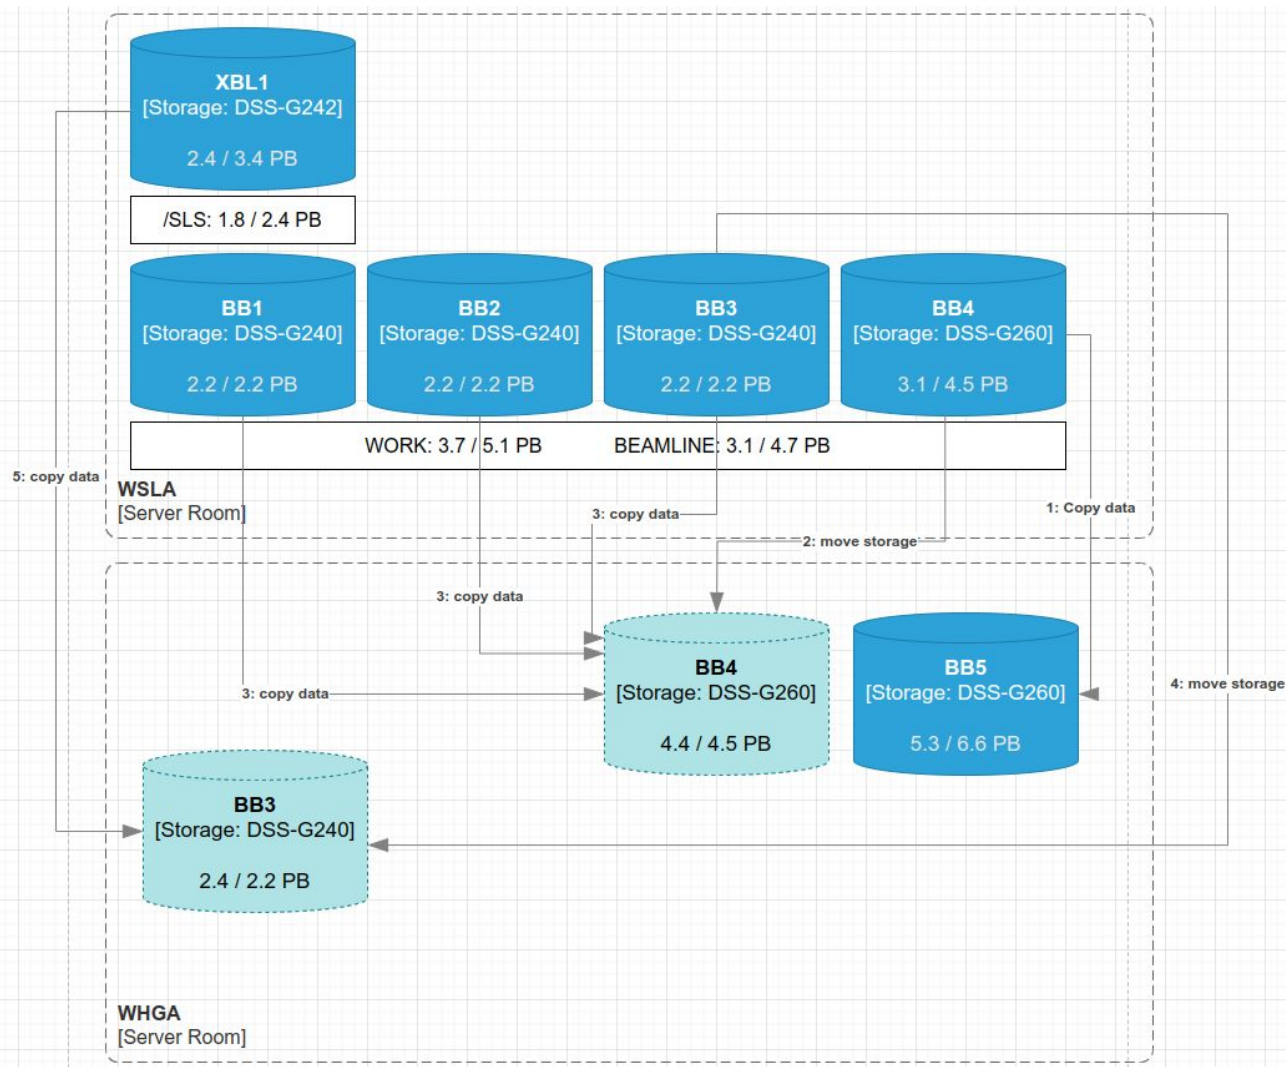 XBL1
[Storage: DSS-G242]
2.4 / 3.4 PB
/SLS: 1.8 / 2.4 PB
BB1
[Storage: DSS-G240]
2.2 / 2.2 PB
BB2
[Storage: DSS-G240]
2.2 / 2.2 PB
BB3
[Storage: DSS-G240]
2.2 / 2.2 PB
BB4
[Storage: DSS-G260]
3.1 / 4.5 PB
WORK: 3.7 / 5.1 PB
BEAMLINE: 3.1 / 4.7 PB
5: copy data
WSLA
[Server Room]
3: copy data
1: Copy data
2: move storage
3: copy data
3: copy data
BB4
[Storage: DSS-G260]
4.4 / 4.5 PB
BB5
[Storage: DSS-G260]
5.3 / 6.6 PB
4: move storage
BB3
[Storage: DSS-G240]
2.4 / 2.2 PB
WHGA
[Server Room]